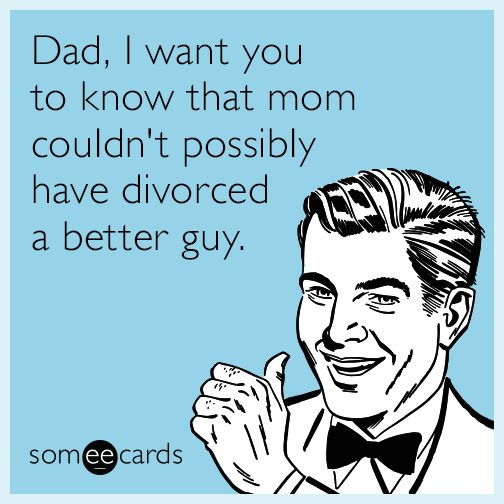 Dad, I want you
to know that mom
couldn't possibly
have divorced
a better guy.
someecards